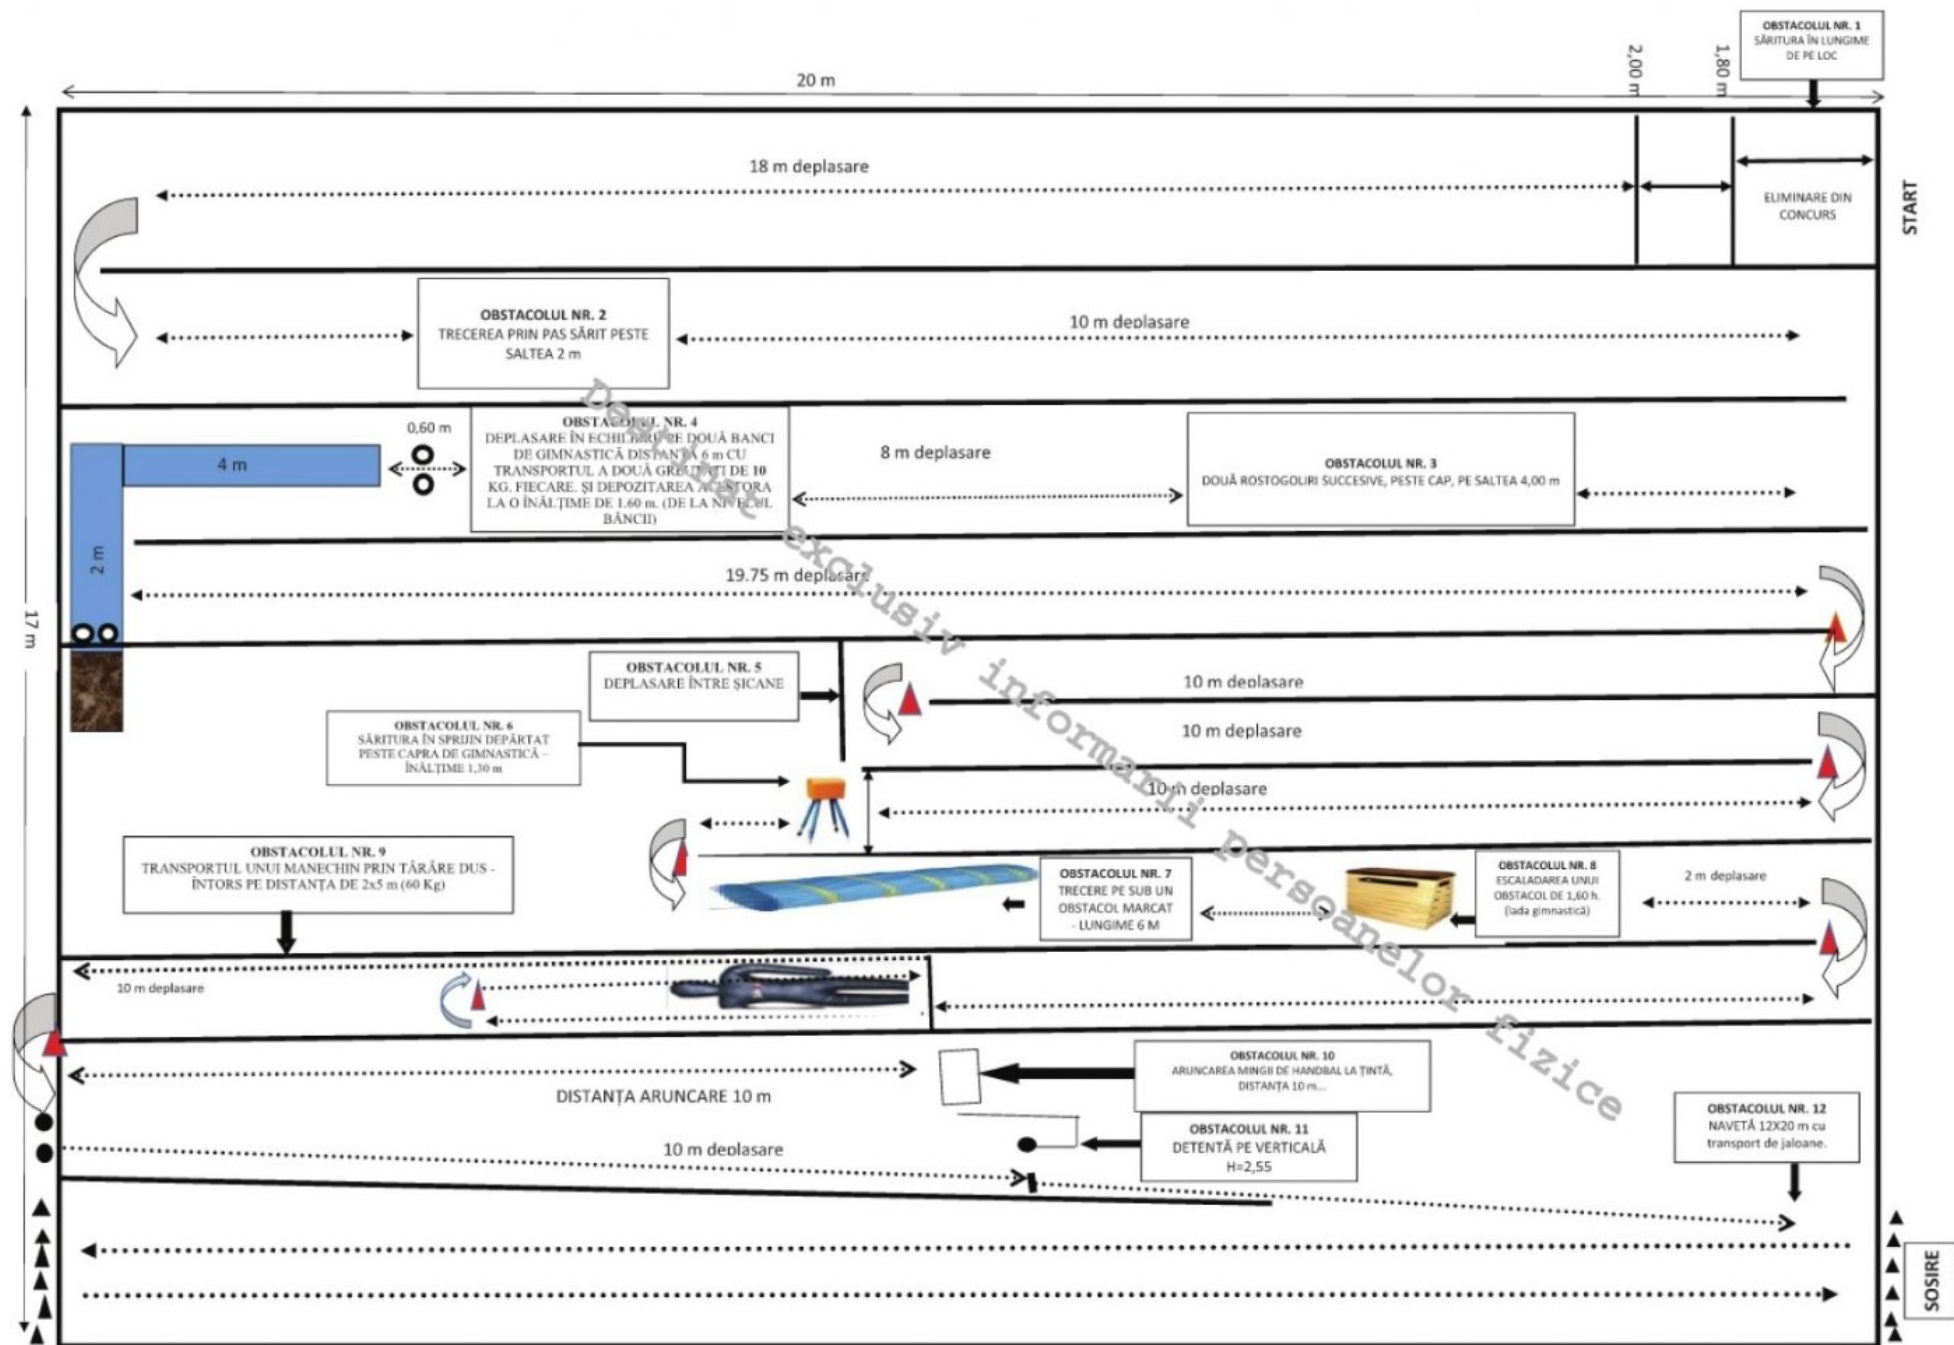 OBSTACOLUL NR. 1
SĂRITURA ÎN LUNGIME
DE PE LOC
2,00 m
1,80 m
20 m
18 m deplasare
ELIMINARE DIN
CONCURS
START
OBSTACOLUL NR. 2
TRECEREA PRIN PAS SĂRIT PESTE
SALTEA 2 m
10 m deplasare
4 m
0,60 m
OBSTACOLUL NR. 4
DEPLASARE ÎN ECHILIBRU PE DOUĂ BANCI
DE GIMNASTICĂ DISTANȚĂ 6 m CU
TRANSPORTUL A DOUĂ GREUTĂȚI DE 10
KG. FIECARE. ȘI DEPOZITAREA ACESTORA
LA O ÎNĂLȚIME DE 1.60 m. (DE LA NIVELUL
BĂNCII)
8 m deplasare
OBSTACOLUL NR. 3
DOUĂ ROSTOGOLIRI SUCCESIVE, PESTE CAP, PE SALTEA 4,00 m
2 m
19.75 m deplasare
17 m
OBSTACOLUL NR. 5
DEPLASARE ÎNTRE ȘICANE
10 m deplasare
OBSTACOLUL NR. 6
SĂRITURA ÎN SPRIJIN DEPĂRTAT
PESTE CAPRA DE GIMNASTICĂ –
ÎNĂLȚIME 1,30 m
10 m deplasare
10 m deplasare
OBSTACOLUL NR. 9
TRANSPORTUL UNUI MANECHIN PRIN TÂRÂRE DUS -
ÎNTORS PE DISTANȚA DE 2x5 m (60 Kg)
OBSTACOLUL NR. 7
TRECERE PE SUB UN
OBSTACOL MARCAT
- LUNGIME 6 M
OBSTACOLUL NR. 8
ESCALADAREA UNUI
OBSTACOL DE 1,60 h.
(lada gimnastică)
2 m deplasare
10 m deplasare
DISTANȚA ARUNCARE 10 m
OBSTACOLUL NR. 10
ARUNCAREA MINGII DE HANDBAL LA ȚINTĂ,
DISTANȚA 10 m...
10 m deplasare
OBSTACOLUL NR. 11
DETENTĂ PE VERTICALĂ
H=2,55
OBSTACOLUL NR. 12
NAVETĂ 12X20 m cu
transport de jaloane.
SOSIRE
Destinat exclusiv informarii persoanelor fizice